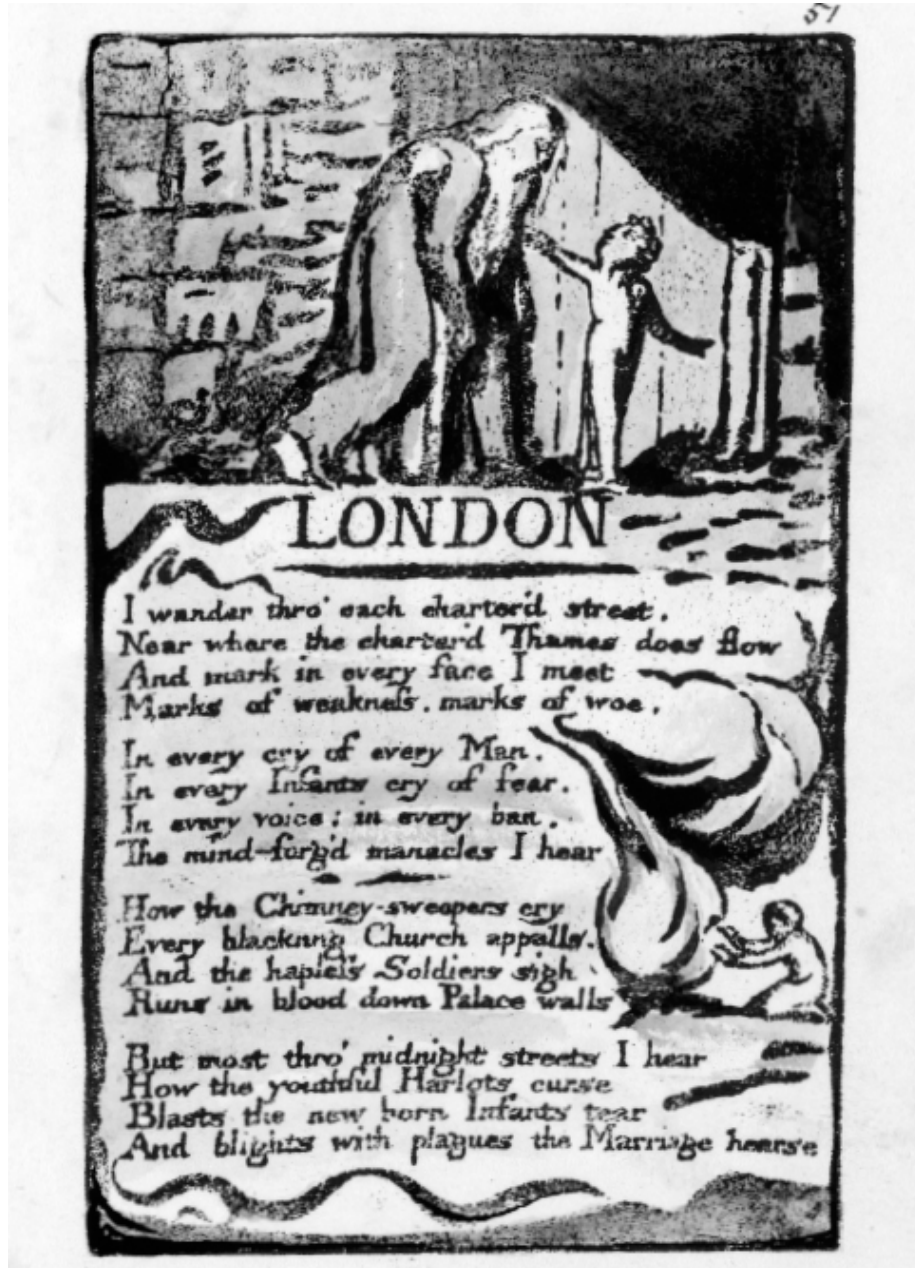 51
LONDON
I wander thro' each charter'd street,
Near where the charter'd Thames does flow
And mark in every face I meet
Marks of weakness, marks of woe.
In every cry of every Man,
In every Infants cry of fear,
In every voice; in every ban,
The mind-forg'd manacles I hear
How the Chimney-sweepers cry
Every blackning Church appalls,
And the hapless Soldiers sigh
Runs in blood down Palace walls
But most thro' midnight streets I hear
How the youthful Harlots curse
Blasts the new born Infants tear
And blights with plagues the Marriage hearse